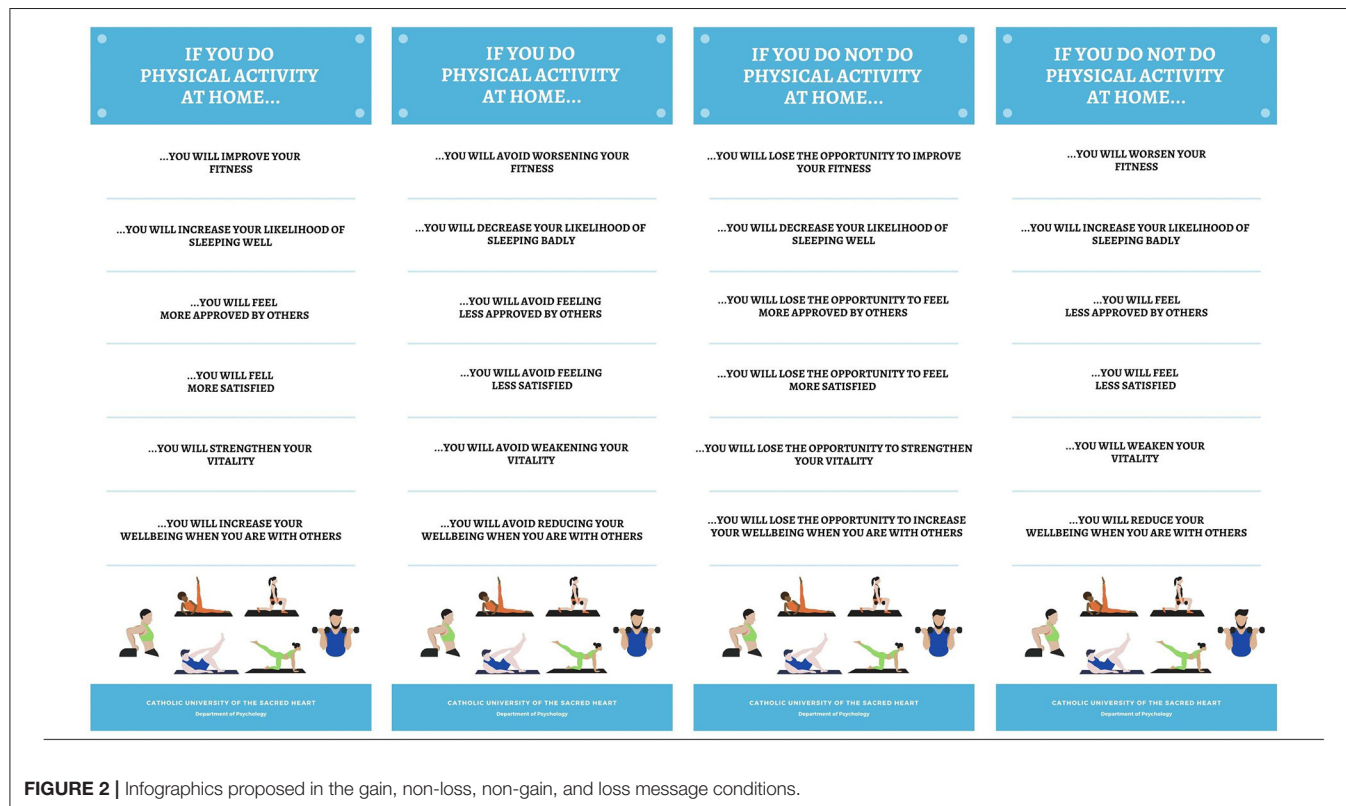 IF YOU DO
PHYSICAL ACTIVITY
AT HOME...
...YOU WILL IMPROVE YOUR
FITNESS
...YOU WILL INCREASE YOUR LIKELIHOOD OF
SLEEPING WELL
...YOU WILL FEEL
MORE APPROVED BY OTHERS
...YOU WILL FELL
MORE SATISFIED
...YOU WILL STRENGTHEN YOUR
VITALITY
...YOU WILL INCREASE YOUR
WELLBEING WHEN YOU ARE WITH OTHERS
CATHOLIC UNIVERSITY OF THE SACRED HEART
Department of Psychology
IF YOU DO
PHYSICAL ACTIVITY
AT HOME...
...YOU WILL AVOID WORSENING YOUR
FITNESS
...YOU WILL DECREASE YOUR LIKELIHOOD OF
SLEEPING BADLY
...YOU WILL AVOID FEELING
LESS APPROVED BY OTHERS
...YOU WILL AVOID FEELING
LESS SATISFIED
...YOU WILL AVOID WEAKENING YOUR
VITALITY
...YOU WILL AVOID REDUCING YOUR
WELLBEING WHEN YOU ARE WITH OTHERS
CATHOLIC UNIVERSITY OF THE SACRED HEART
Department of Psychology
IF YOU DO NOT DO
PHYSICAL ACTIVITY
AT HOME...
...YOU WILL LOSE THE OPPORTUNITY TO IMPROVE
YOUR FITNESS
...YOU WILL DECREASE YOUR LIKELIHOOD OF
SLEEPING WELL
...YOU WILL LOSE THE OPPORTUNITY TO FEEL
MORE APPROVED BY OTHERS
...YOU WILL LOSE THE OPPORTUNITY TO FEEL
MORE SATISFIED
...YOU WILL LOSE THE OPPORTUNITY TO STRENGTHEN
YOUR VITALITY
...YOU WILL LOSE THE OPPORTUNITY TO INCREASE
YOUR WELLBEING WHEN YOU ARE WITH OTHERS
CATHOLIC UNIVERSITY OF THE SACRED HEART
Department of Psychology
IF YOU DO NOT DO
PHYSICAL ACTIVITY
AT HOME...
...YOU WILL WORSEN YOUR
FITNESS
...YOU WILL INCREASE YOUR LIKELIHOOD OF
SLEEPING BADLY
...YOU WILL FEEL
LESS APPROVED BY OTHERS
...YOU WILL FEEL
LESS SATISFIED
...YOU WILL WEAKEN YOUR
VITALITY
...YOU WILL REDUCE YOUR
WELLBEING WHEN YOU ARE WITH OTHERS
CATHOLIC UNIVERSITY OF THE SACRED HEART
Department of Psychology
FIGURE 2 | Infographics proposed in the gain, non-loss, non-gain, and loss message conditions.